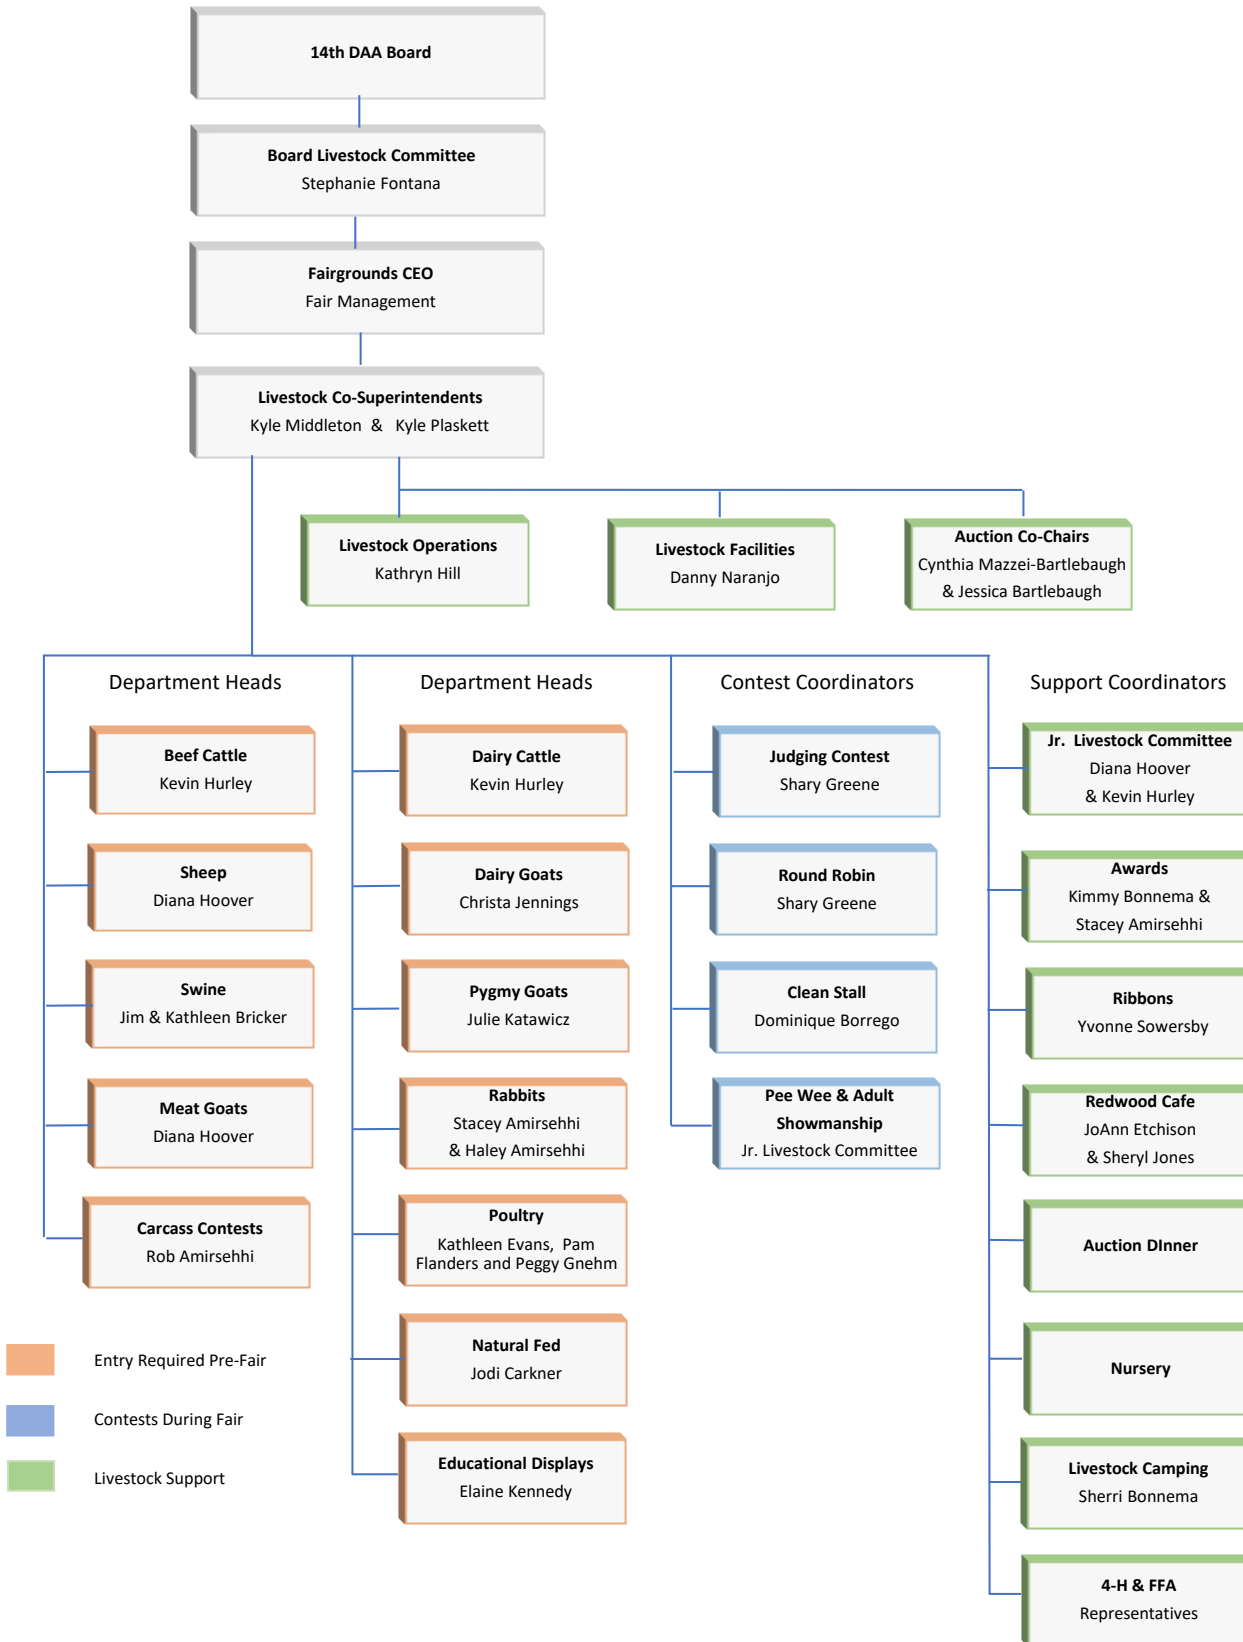 14th DAA Board
Board Livestock Committee
Stephanie Fontana
Fairgrounds CEO
Fair Management
Livestock Co-Superintendents
Kyle Middleton & Kyle Plaskett
Livestock Operations
Kathryn Hill
Livestock Facilities
Danny Naranjo
Auction Co-Chairs
Cynthia Mazzei-Bartlebaugh
& Jessica Bartlebaugh
Department Heads
Beef Cattle
Kevin Hurley
Sheep
Diana Hoover
Swine
Jim & Kathleen Bricker
Meat Goats
Diana Hoover
Carcass Contests
Rob Amirsehhi
Department Heads
Dairy Cattle
Kevin Hurley
Dairy Goats
Christa Jennings
Pygmy Goats
Julie Katawicz
Rabbits
Stacey Amirsehhi
& Haley Amirsehhi
Poultry
Kathleen Evans, Pam
Flanders and Peggy Gnehm
Natural Fed
Jodi Carkner
Educational Displays
Elaine Kennedy
Contest Coordinators
Judging Contest
Shary Greene
Round Robin
Shary Greene
Clean Stall
Dominique Borrego
Pee Wee & Adult
Showmanship
Jr. Livestock Committee
Support Coordinators
Jr. Livestock Committee
Diana Hoover
& Kevin Hurley
Awards
Kimmy Bonnema &
Stacey Amirsehhi
Ribbons
Yvonne Sowersby
Redwood Cafe
JoAnn Etchison
& Sheryl Jones
Auction DInner
Nursery
Livestock Camping
Sherri Bonnema
4-H & FFA
Representatives
Entry Required Pre-Fair
Contests During Fair
Livestock Support